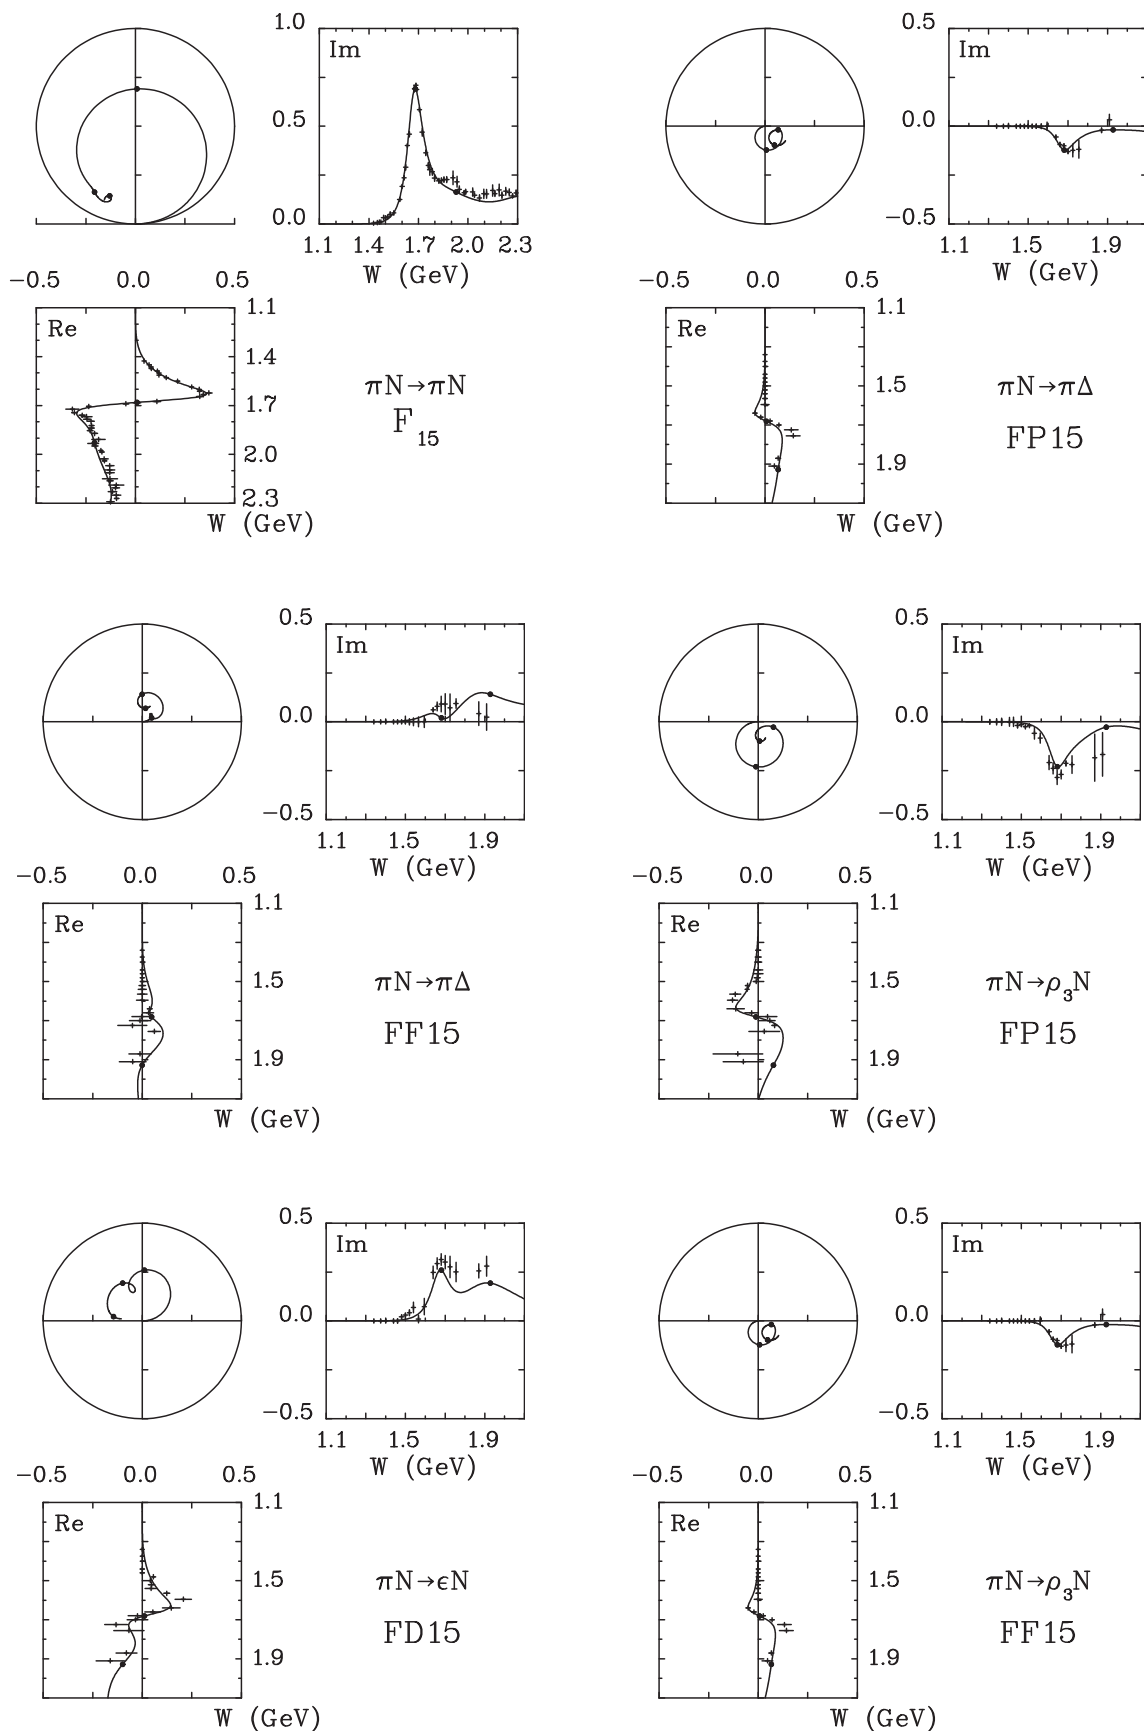 1.0
Im
0.5
0.0
1.1 1.4 1.7 2.0 2.3
W (GeV)
−0.5 0.0 0.5
Re
1.1
1.4
1.7
2.0
2.3
W (GeV)
πN→πN
F₁₅
0.5
Im
0.0
−0.5
1.1 1.5 1.9
W (GeV)
−0.5 0.0 0.5
Re
1.1
1.5
1.9
W (GeV)
πN→πΔ
FP15
0.5
Im
0.0
−0.5
1.1 1.5 1.9
W (GeV)
−0.5 0.0 0.5
Re
1.1
1.5
1.9
W (GeV)
πN→πΔ
FF15
0.5
Im
0.0
−0.5
1.1 1.5 1.9
W (GeV)
−0.5 0.0 0.5
Re
1.1
1.5
1.9
W (GeV)
πN→ρ₃N
FP15
0.5
Im
0.0
−0.5
1.1 1.5 1.9
W (GeV)
−0.5 0.0 0.5
Re
1.1
1.5
1.9
W (GeV)
πN→ϵN
FD15
0.5
Im
0.0
−0.5
1.1 1.5 1.9
W (GeV)
−0.5 0.0 0.5
Re
1.1
1.5
1.9
W (GeV)
πN→ρ₃N
FF15